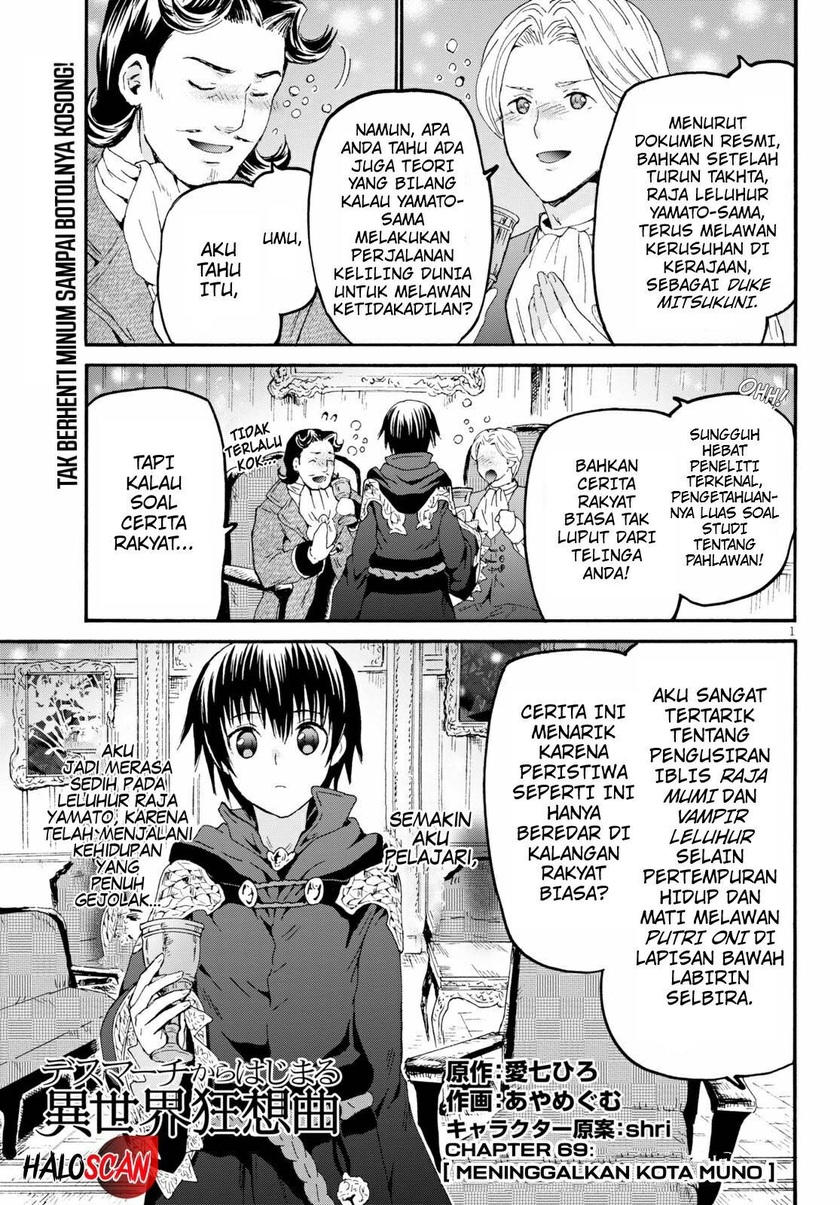 TAK BERHENTI MINUM SAMPAI BOTOLNYA KOSONG!
MENURUT
DOKUMEN RESMI,
BAHKAN SETELAH
TURUN TAKHTA,
RAJA LELUHUR
YAMATO-SAMA,
TERUS MELAWAN
KERUSUHAN DI
KERAJAAN,
SEBAGAI DUKE
MITSUKUNI.
NAMUN, APA
ANDA TAHU ADA
JUGA TEORI
YANG BILANG
KALAU YAMATO-
SAMA
MELAKUKAN
PERJALANAN
KELILING DUNIA
UNTUK MELAWAN
KETIDAKADILAN?
UMU,
AKU
TAHU
ITU,
OHH!
SUNGGUH
HEBAT
PENELITI
TERKENAL,
PENGETAHUAN-
NYA LUAS SOAL
STUDI
TENTANG
PAHLAWAN!
BAHKAN
CERITA
RAKYAT
BIASA TAK
LUPUT DARI
TELINGA
ANDA!
TIDAK
TERLALU
KOK...
TAPI
KALAU
SOAL
CERITA
RAKYAT...
1
AKU SANGAT
TERTARIK
TENTANG
PENGUSIRAN
IBLIS RAJA
MUMI DAN
VAMPIR
LELUHUR
SELAIN
PERTEMPURAN
HIDUP DAN
MATI MELAWAN
PUTRI ONI DI
LAPISAN BAWAH
LABIRIN
SELBIRA.
CERITA INI
MENARIK
KARENA
PERISTIWA
SEPERTI INI
HANYA
BEREDAR DI
KALANGAN
RAKYAT
BIASA?
SEMAKIN
AKU
PELAJARI,
AKU
JADI MERASA
SEDIH PADA
LELUHUR RAJA
YAMATO, KARENA
TELAH MENJALANI
KEHIDUPAN
YANG
PENUH
GEJOLAK...
デスマーチからはじまる
異世界狂想曲
HALOSCAN
原作:愛七ひろ
作画:あやめぐむ
キャラクター原案:shri
CHAPTER 69:
[ MENINGGALKAN KOTA MUNO ]